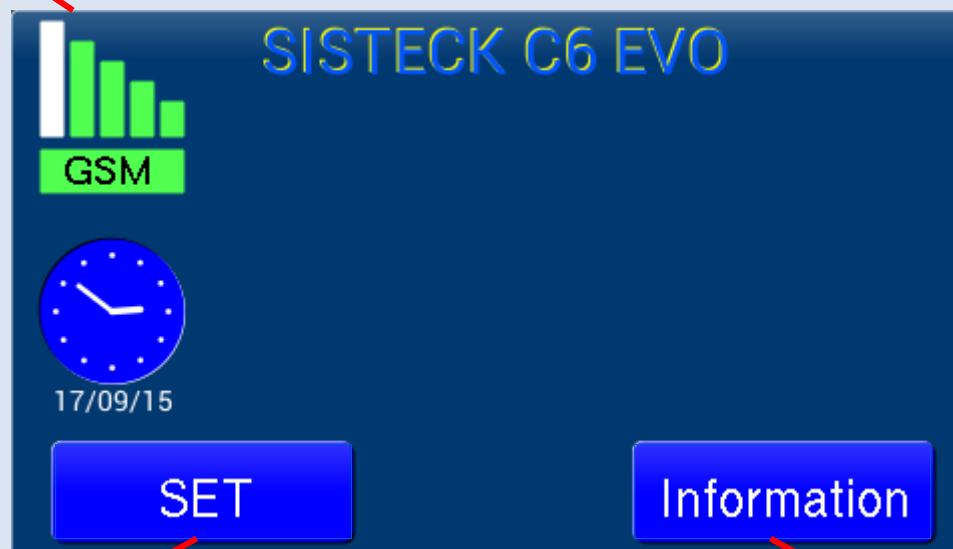 SISTECK C6 EVO
GSM
17/09/15
SET
Information